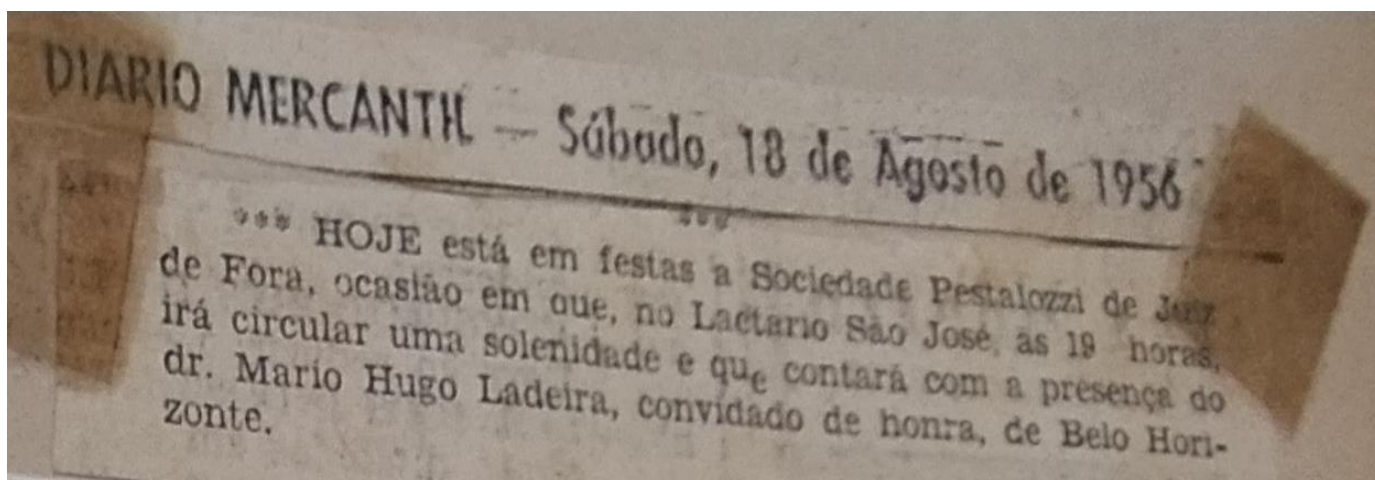 DIARIO MERCANTIL — Sábado, 18 de Agosto de 1956
*** HOJE está em festas a Sociedade Pestalozzi de Juiz
de Fora, ocasião em que, no Lactario São José, as 19 horas,
irá circular uma solenidade e que contará com a presença do
dr. Mario Hugo Ladeira, convidado de honra, de Belo Hori-
zonte.